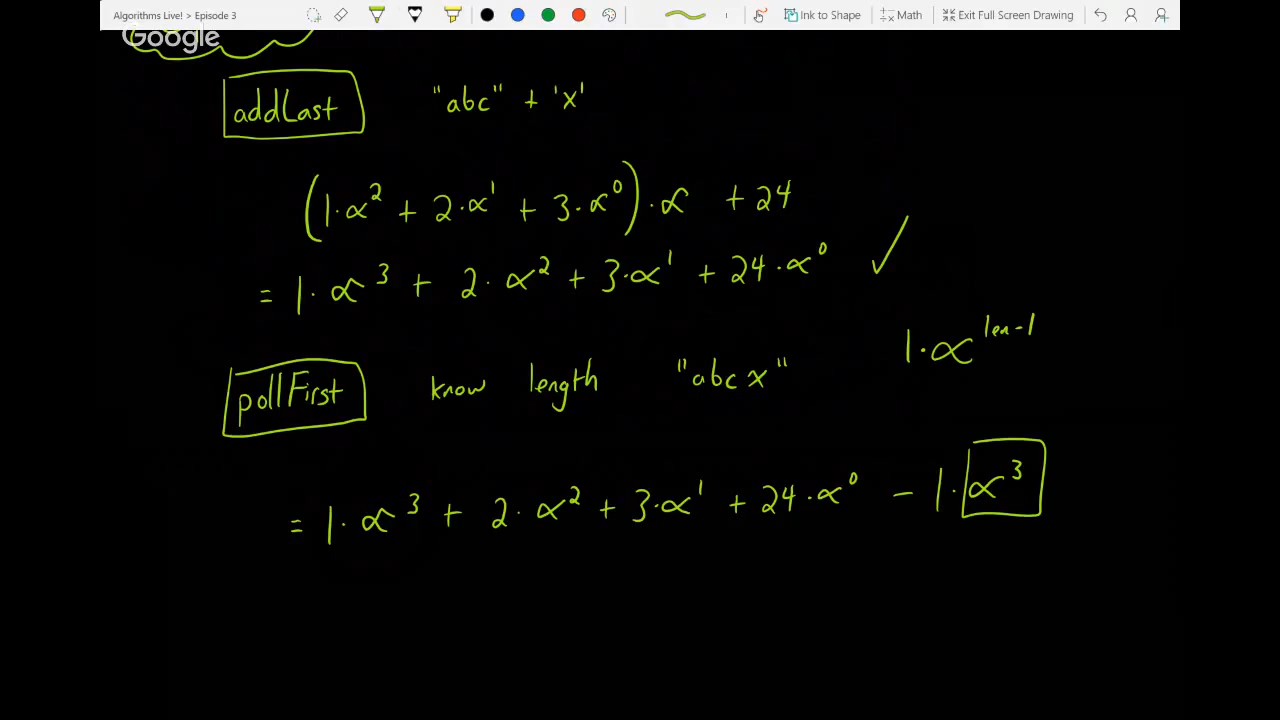 Algorithms Live! > Episode 3
Ink to Shape
Math
Exit Full Screen Drawing
Google
addLast "abc" + 'x'
(1·α² + 2·α¹ + 3·α⁰)·α + 24
= 1·α³ + 2·α² + 3·α¹ + 24·α⁰ ✓
1·α^len-1
pollFirst know length "abcx"
= 1·α³ + 2·α² + 3·α¹ + 24·α⁰ − 1·α³